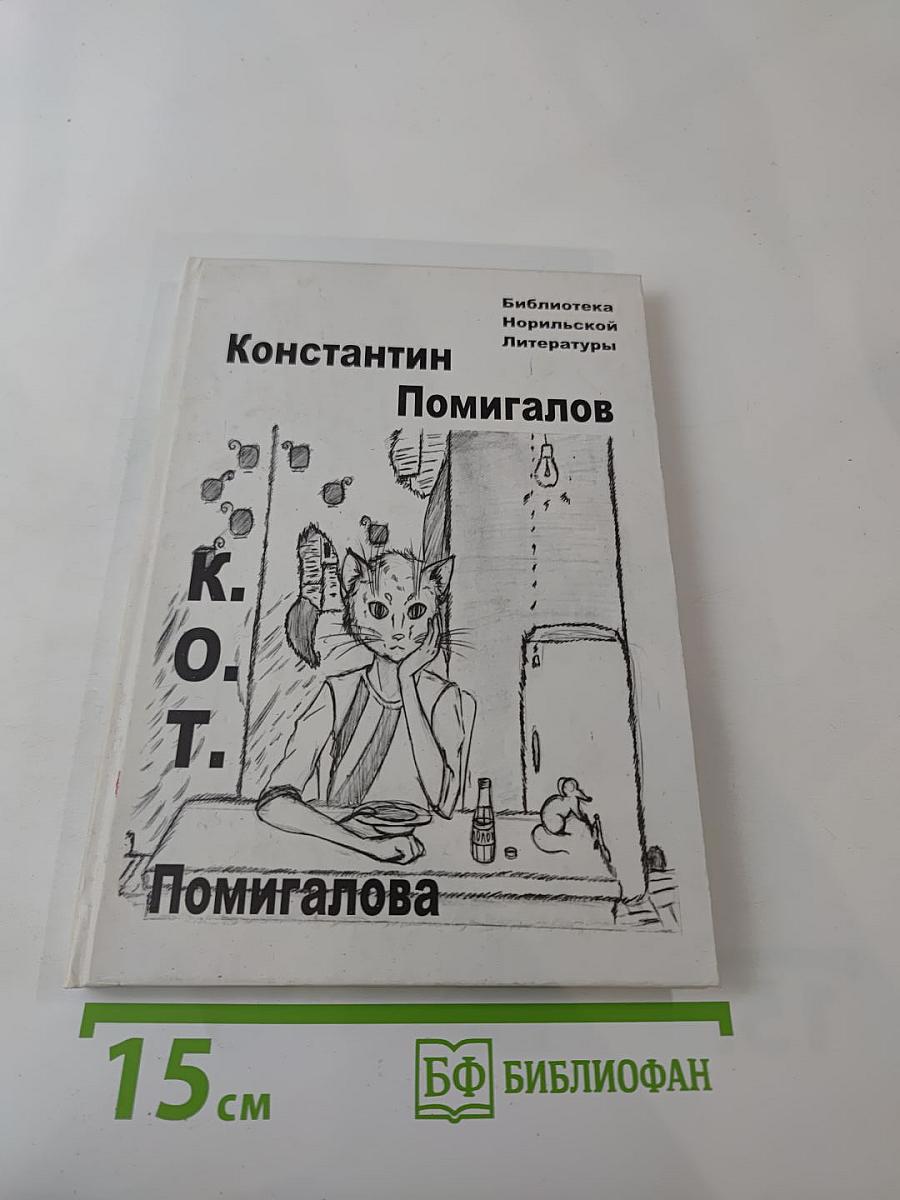 Библиотека
Норильской
Литературы
Константин
Помигалов
К.
О.
Т.
Помигалова
15 см
БФ БИБЛИОФАН